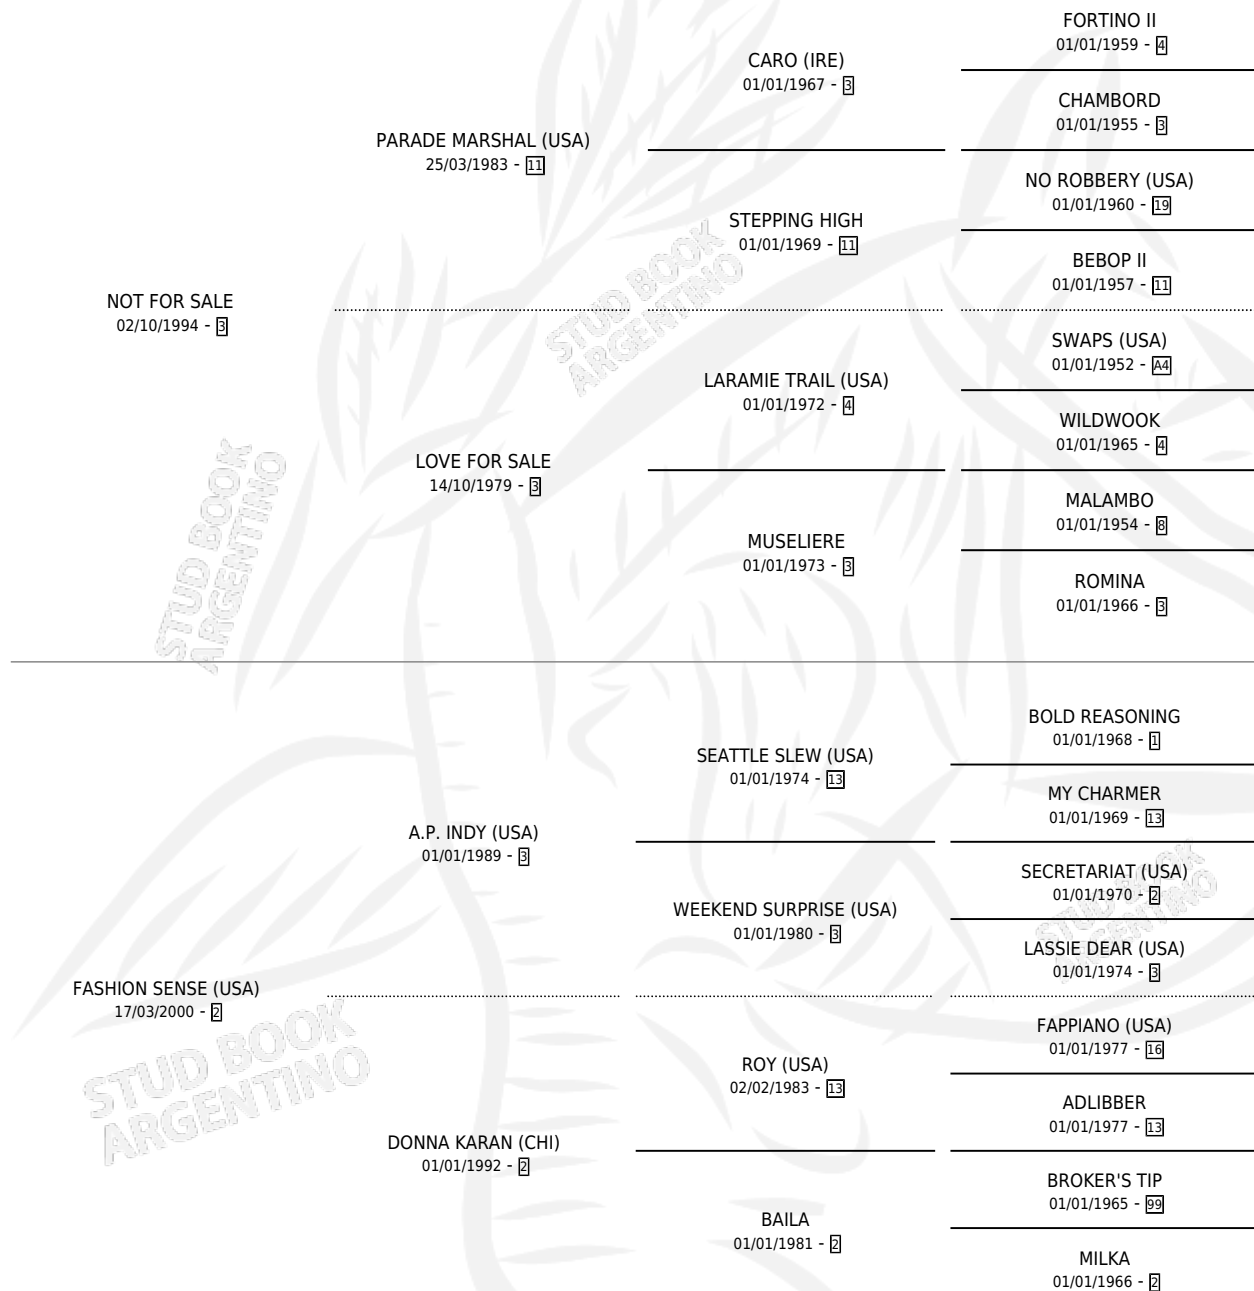 FORTINO II
01/01/1959 - 4
CARO (IRE)
01/01/1967 - 3
CHAMBORD
01/01/1955 - 3
PARADE MARSHAL (USA)
25/03/1983 - 11
NO ROBBERY (USA)
01/01/1960 - 19
STEPPING HIGH
01/01/1969 - 11
BEBOP II
01/01/1957 - 11
NOT FOR SALE
02/10/1994 - 3
SWAPS (USA)
01/01/1952 - A4
LARAMIE TRAIL (USA)
01/01/1972 - 4
WILDWOOK
01/01/1965 - 4
LOVE FOR SALE
14/10/1979 - 3
MALAMBO
01/01/1954 - 8
MUSELIERE
01/01/1973 - 3
ROMINA
01/01/1966 - 3
STUD BOOK
ARGENTINO
STUD BOOK
ARGENTINO
BOLD REASONING
01/01/1968 - 1
SEATTLE SLEW (USA)
01/01/1974 - 13
MY CHARMER
01/01/1969 - 13
A.P. INDY (USA)
01/01/1989 - 3
SECRETARIAT (USA)
01/01/1970 - 2
WEEKEND SURPRISE (USA)
01/01/1980 - 3
LASSIE DEAR (USA)
01/01/1974 - 3
FASHION SENSE (USA)
17/03/2000 - 2
FAPPIANO (USA)
01/01/1977 - 16
ROY (USA)
02/02/1983 - 13
ADLIBBER
01/01/1977 - 13
DONNA KARAN (CHI)
01/01/1992 - 2
BROKER'S TIP
01/01/1965 - 99
BAILA
01/01/1981 - 2
MILKA
01/01/1966 - 2
STUD BOOK
ARGENTINO
STUD BOOK
ARGENTINO